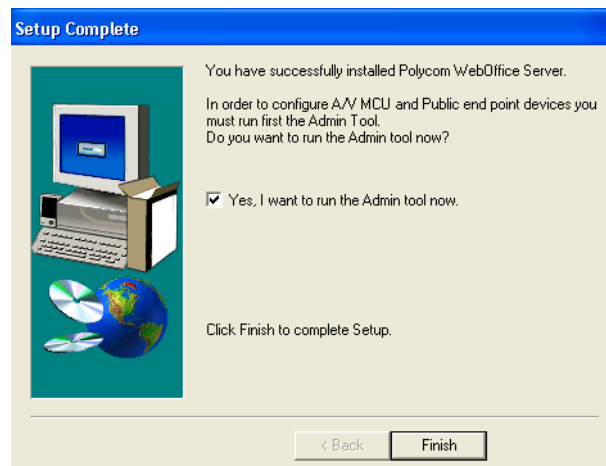 Setup Complete
You have successfully installed Polycom WebOffice Server.
In order to configure A/V MCU and Public end point devices you
must run first the Admin Tool.
Do you want to run the Admin tool now?
Yes, I want to run the Admin tool now.
Click Finish to complete Setup.
< Back
Finish